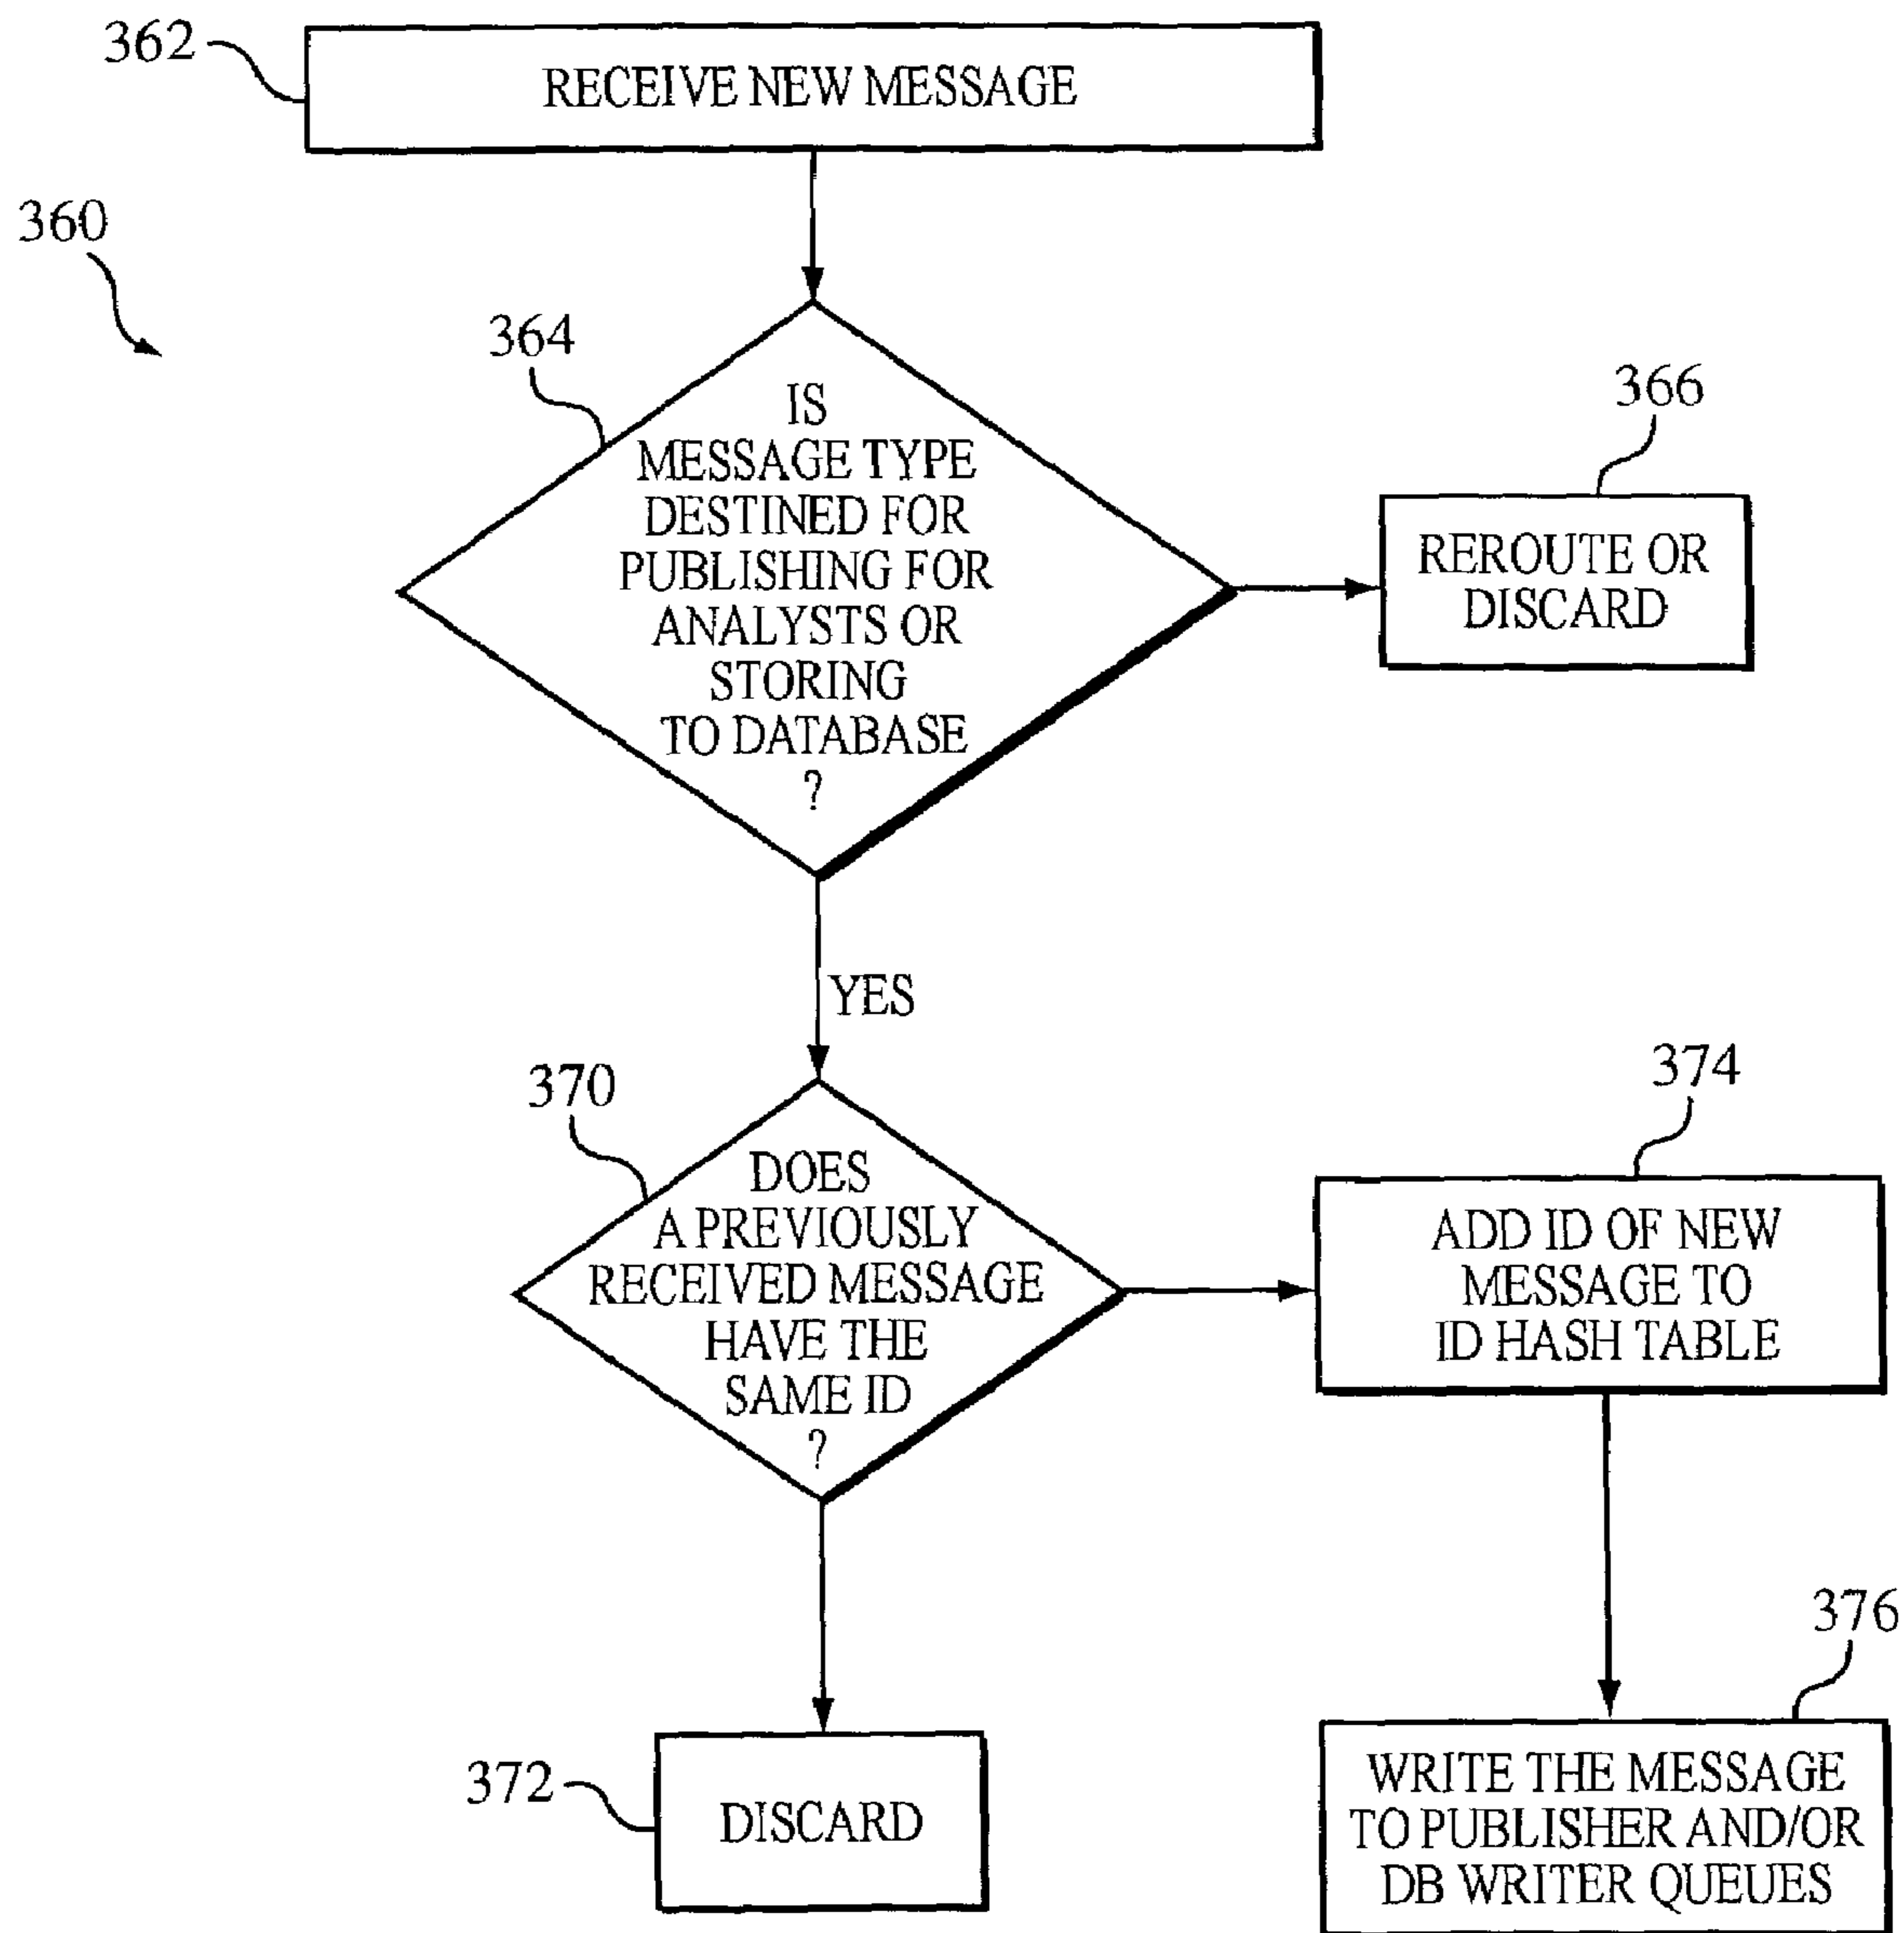 362
RECEIVE NEW MESSAGE
360
364
IS
MESSAGE TYPE
DESTINED FOR
PUBLISHING FOR
ANALYSTS OR
STORING
TO DATABASE
?
366
REROUTE OR
DISCARD
YES
370
DOES
A PREVIOUSLY
RECEIVED MESSAGE
HAVE THE
SAME ID
?
374
ADD ID OF NEW
MESSAGE TO
ID HASH TABLE
372
DISCARD
376
WRITE THE MESSAGE
TO PUBLISHER AND/OR
DB WRITER QUEUES